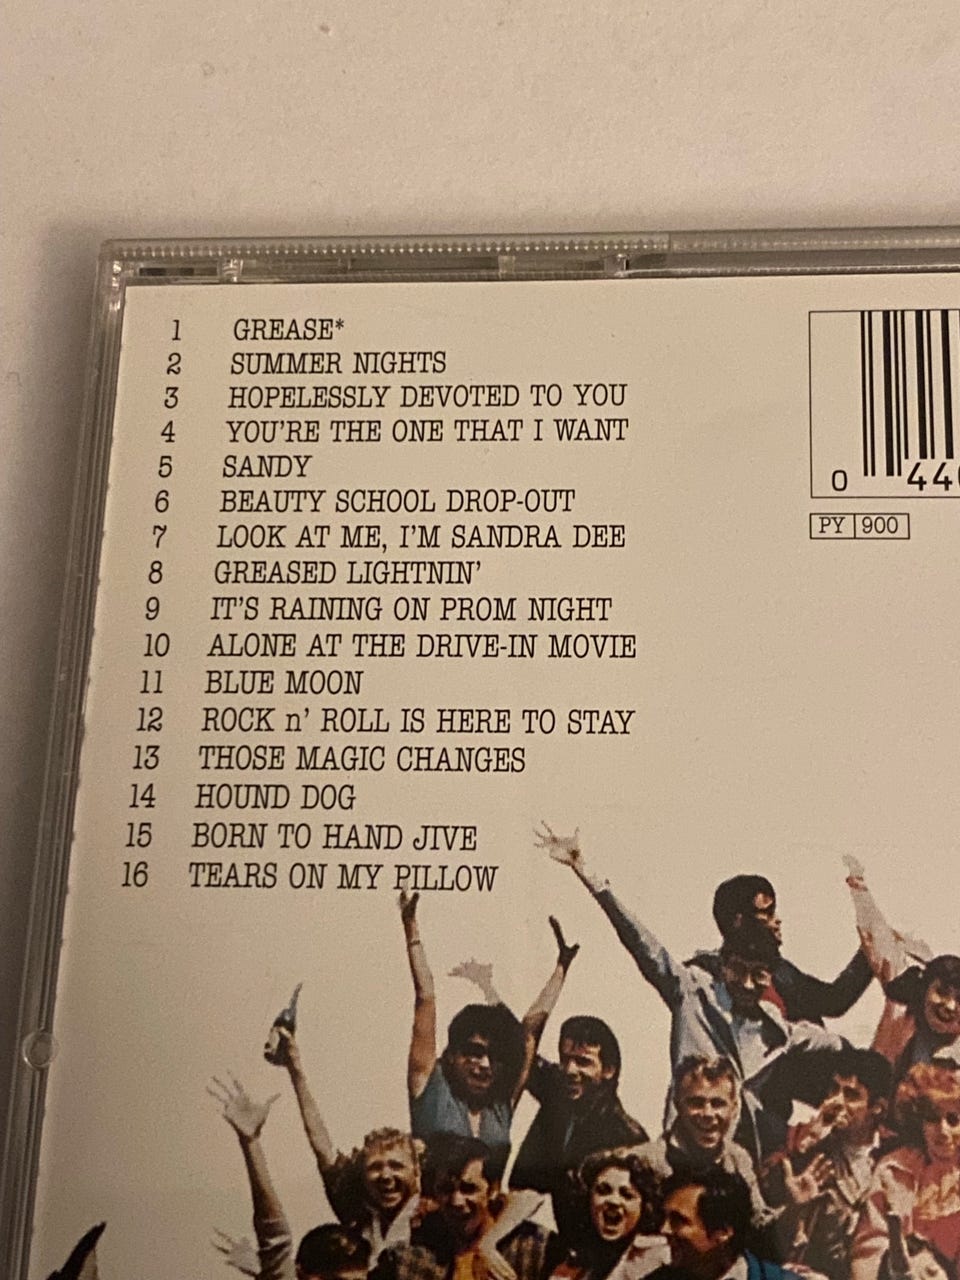 1 GREASE*
2 SUMMER NIGHTS
3 HOPELESSLY DEVOTED TO YOU
4 YOU'RE THE ONE THAT I WANT
5 SANDY
6 BEAUTY SCHOOL DROP-OUT
7 LOOK AT ME, I'M SANDRA DEE
8 GREASED LIGHTNIN'
9 IT'S RAINING ON PROM NIGHT
10 ALONE AT THE DRIVE-IN MOVIE
11 BLUE MOON
12 ROCK n' ROLL IS HERE TO STAY
13 THOSE MAGIC CHANGES
14 HOUND DOG
15 BORN TO HAND JIVE
16 TEARS ON MY PILLOW
0 44
PY 900